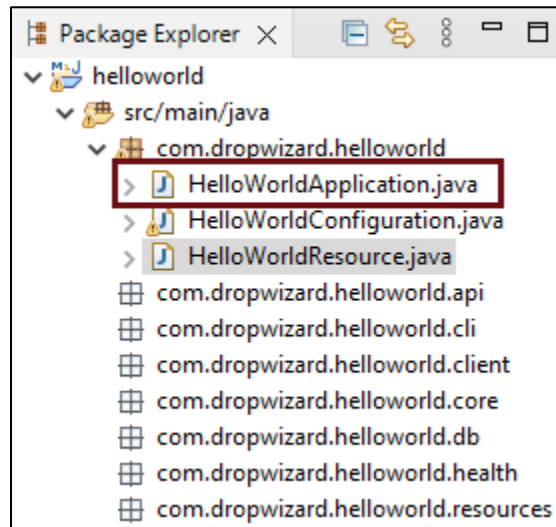 Package Explorer
helloworld
src/main/java
com.dropwizard.helloworld
HelloWorldApplication.java
HelloWorldConfiguration.java
HelloWorldResource.java
com.dropwizard.helloworld.api
com.dropwizard.helloworld.cli
com.dropwizard.helloworld.client
com.dropwizard.helloworld.core
com.dropwizard.helloworld.db
com.dropwizard.helloworld.health
com.dropwizard.helloworld.resources